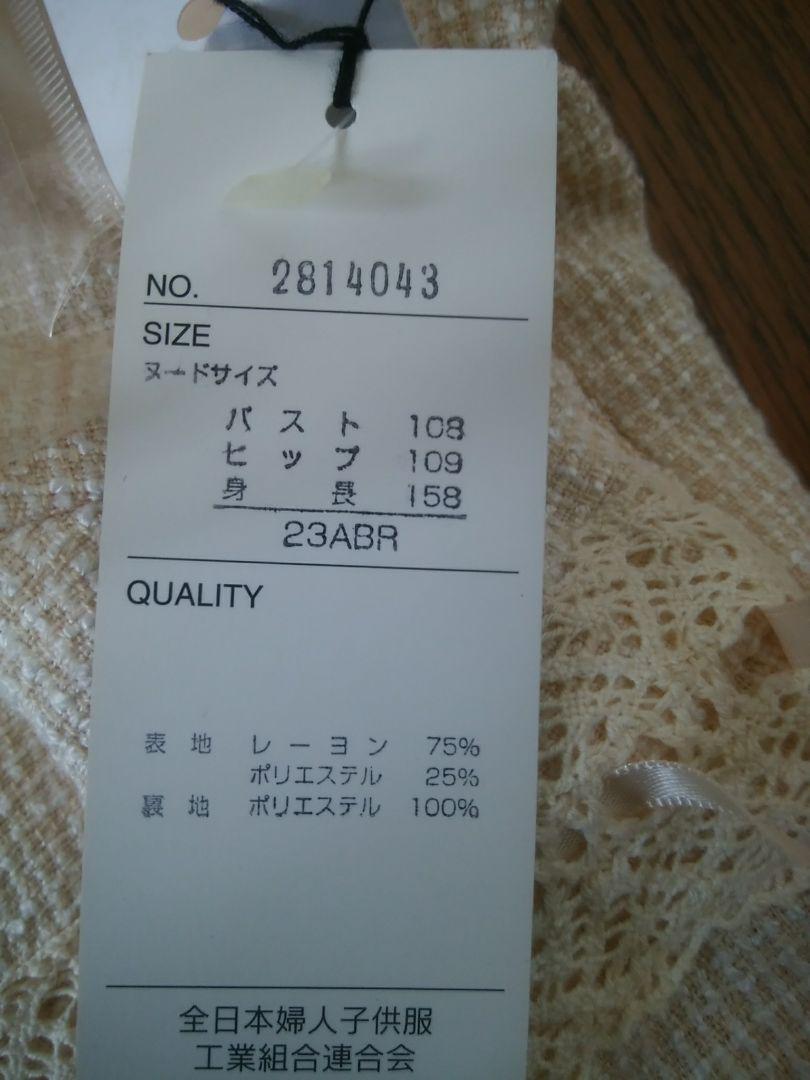 NO. 2814043
SIZE
ヌードサイズ
バスト 108
ヒップ 109
身長 158
23ABR
QUALITY
表地 レーヨン 75%
ポリエステル 25%
裏地 ポリエステル 100%
全日本婦人子供服
工業組合連合会